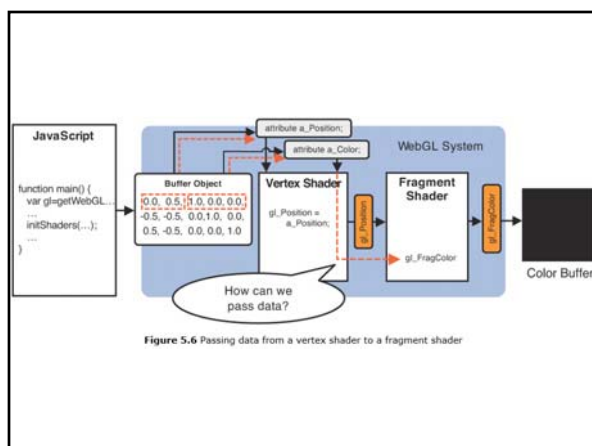 attribute a_Position;
JavaScript
attribute a_Color;
WebGL System
Buffer Object
Vertex Shader
Fragment
Shader
function main() {
var gl=getWebGL…
…
initShaders(…);
…
}
0.0, 0.5, 1.0, 0.0, 0.0,
-0.5, -0.5, 0.0,1.0, 0.0,
0.5, -0.5, 0.0, 0.0, 1.0
gl_Position =
a_Position;
gl_Position
gl_FragColor
gl_FragColor
Color Buffer
How can we
pass data?
Figure 5.6 Passing data from a vertex shader to a fragment shader